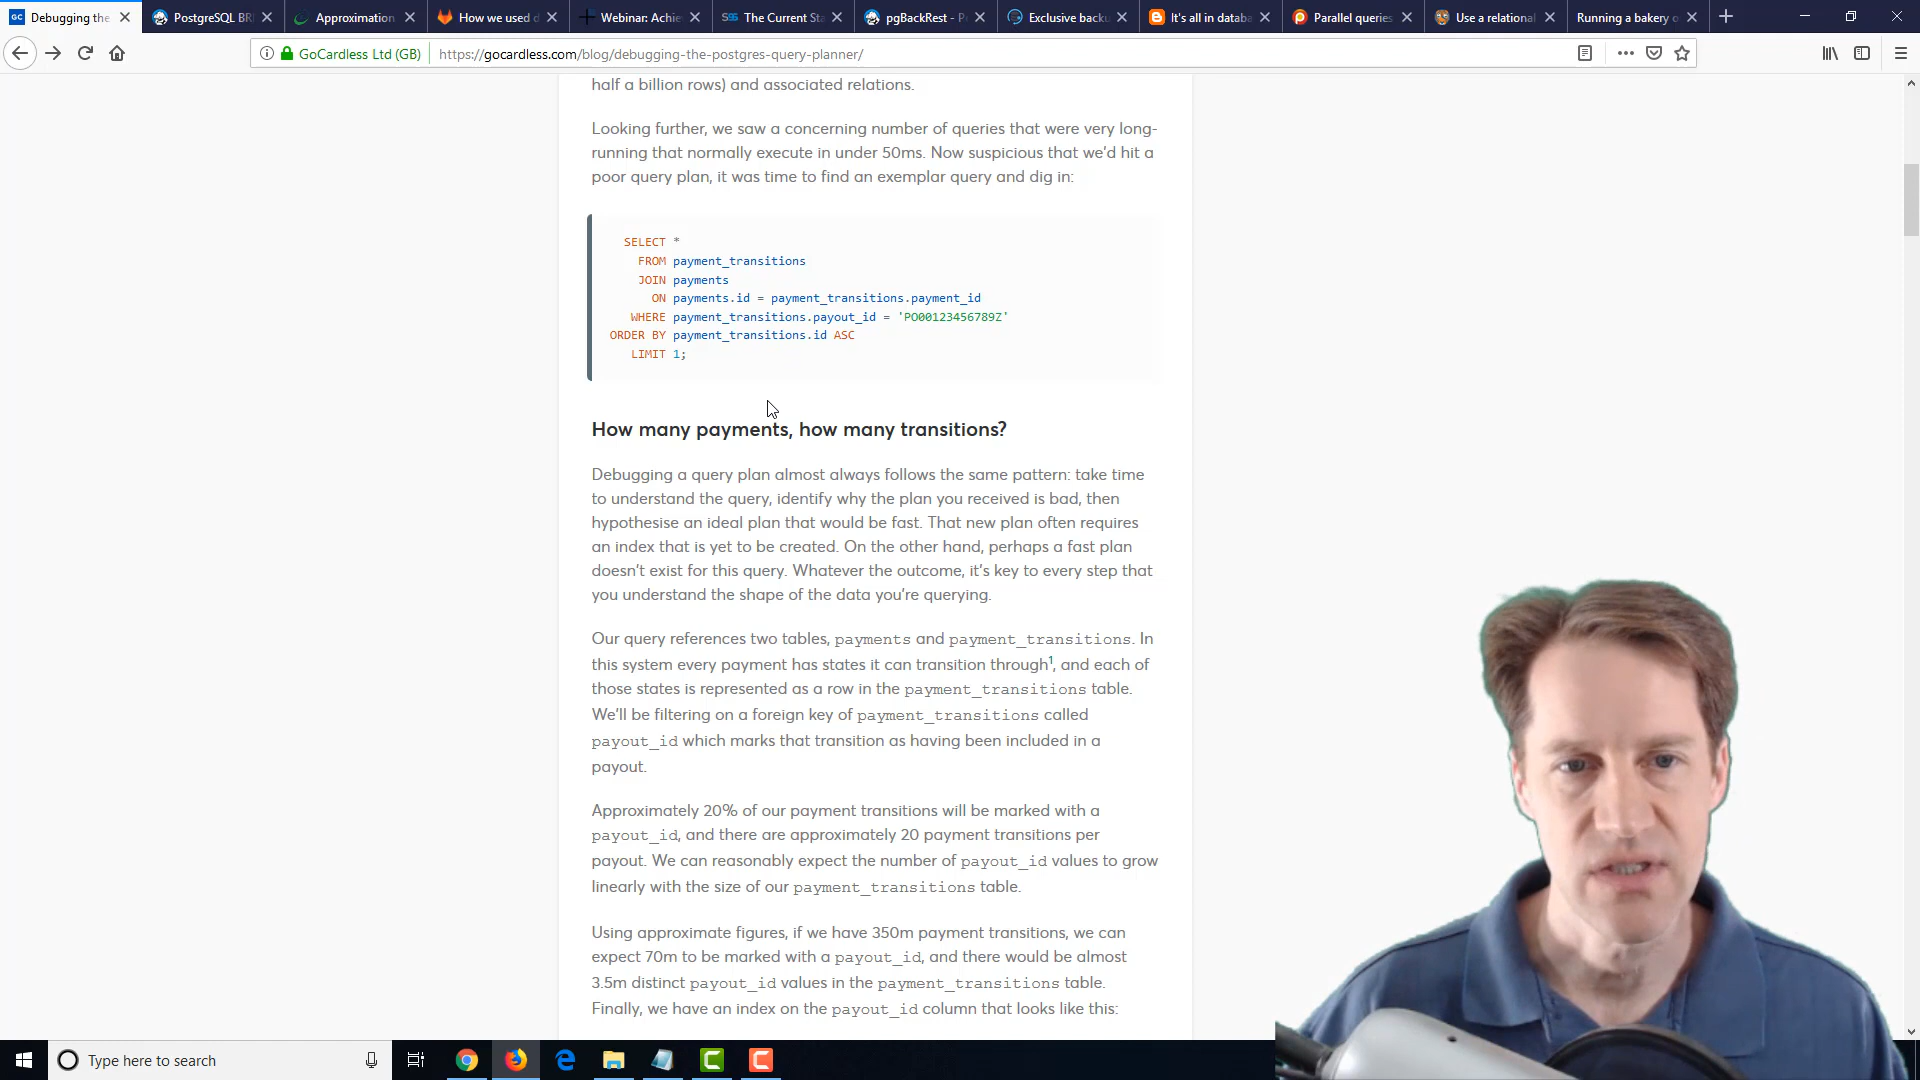 Debugging the
PostgreSQL BRI
Approximation
How we used d
Webinar: Achie
The Current Sta
pgBackRest - P
Exclusive backu
It's all in databa
Parallel queries
Use a relational
Running a bakery o
GoCardless Ltd (GB)
https://gocardless.com/blog/debugging-the-postgres-query-planner/
half a billion rows) and associated relations.
Looking further, we saw a concerning number of queries that were very long-
running that normally execute in under 50ms. Now suspicious that we'd hit a
poor query plan, it was time to find an exemplar query and dig in:
SELECT *
FROM payment_transitions
JOIN payments
ON payments.id = payment_transitions.payment_id
WHERE payment_transitions.payout_id = 'PO00123456789Z'
ORDER BY payment_transitions.id ASC
LIMIT 1;
How many payments, how many transitions?
Debugging a query plan almost always follows the same pattern: take time
to understand the query, identify why the plan you received is bad, then
hypothesise an ideal plan that would be fast. That new plan often requires
an index that is yet to be created. On the other hand, perhaps a fast plan
doesn't exist for this query. Whatever the outcome, it's key to every step that
you understand the shape of the data you're querying.
Our query references two tables, payments and payment_transitions. In
this system every payment has states it can transition through1, and each of
those states is represented as a row in the payment_transitions table.
We'll be filtering on a foreign key of payment_transitions called
payout_id which marks that transition as having been included in a
payout.
Approximately 20% of our payment transitions will be marked with a
payout_id, and there are approximately 20 payment transitions per
payout. We can reasonably expect the number of payout_id values to grow
linearly with the size of our payment_transitions table.
Using approximate figures, if we have 350m payment transitions, we can
expect 70m to be marked with a payout_id, and there would be almost
3.5m distinct payout_id values in the payment_transitions table.
Finally, we have an index on the payout_id column that looks like this:
Type here to search